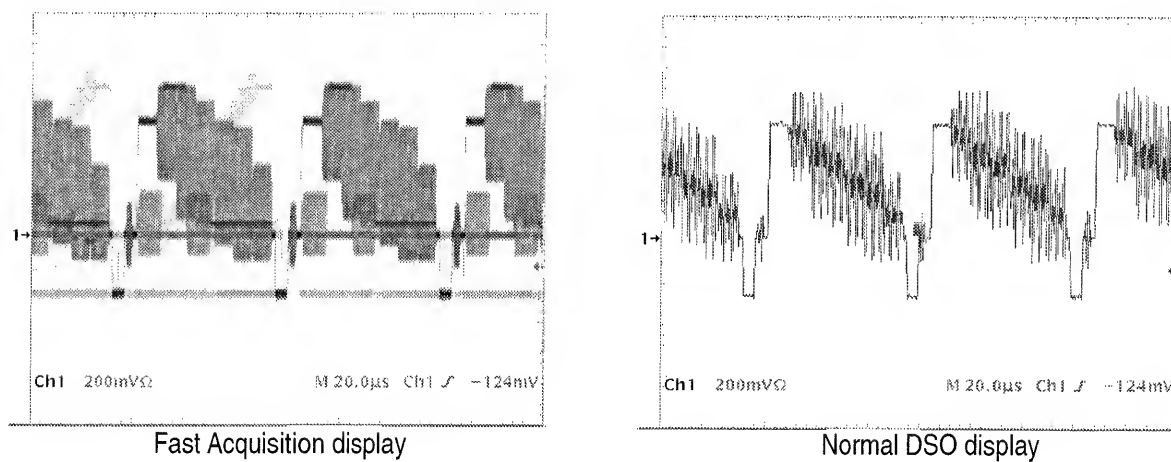 1→
Ch1 200mVΩ M 20.0µs Ch1 ∫ -124mV
Fast Acquisition display
1→
Ch1 200mVΩ M 20.0µs Ch1 ∫ -124mV
Normal DSO display